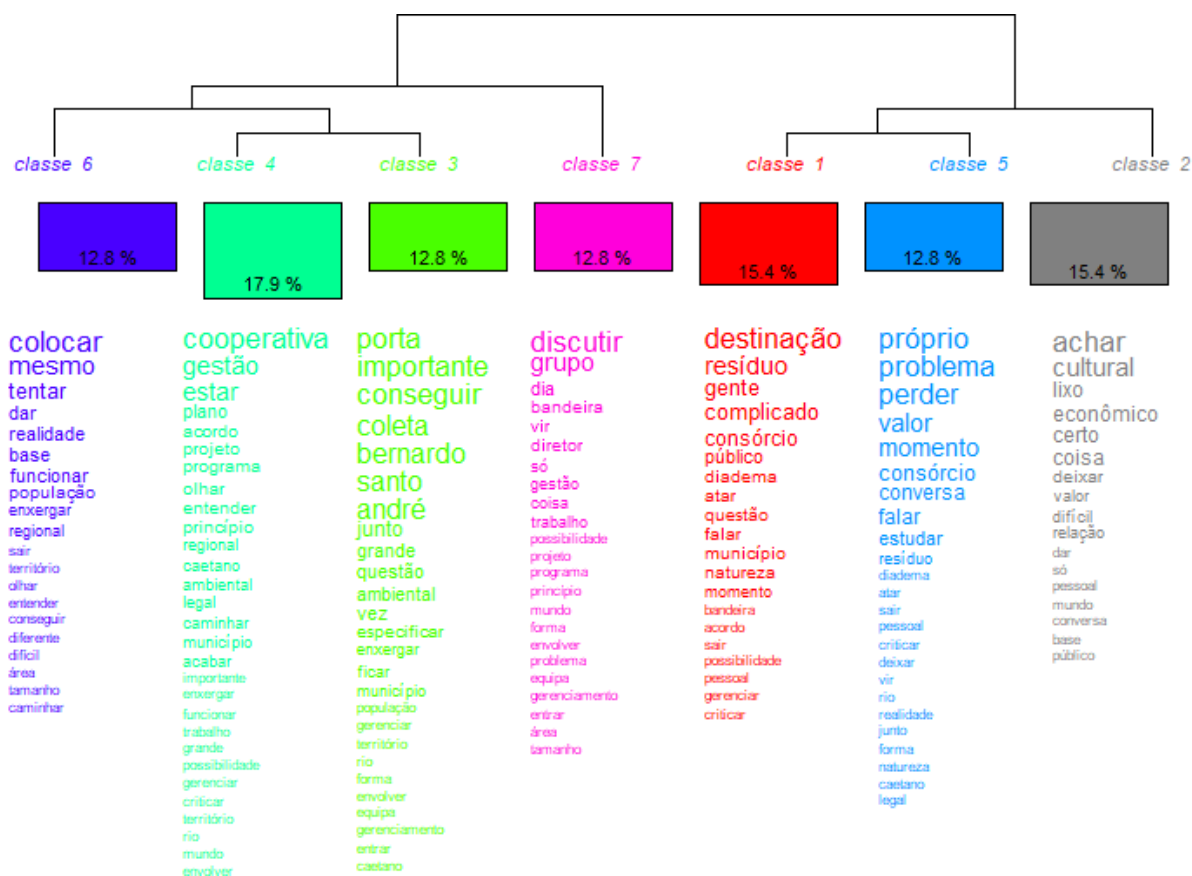 classe 6
classe 4
classe 3
classe 7
classe 1
classe 5
classe 2
12.8 %
17.9 %
12.8 %
12.8 %
15.4 %
12.8 %
15.4 %
colocar
mesmo
tentar
dar
realidade
base
funcionar
população
enxergar
regional
sair
território
olhar
entender
conseguir
diferente
difícil
área
tamanho
caminhar
cooperativa
gestão
estar
plano
acordo
projeto
programa
olhar
entender
princípio
regional
caetano
ambiental
legal
caminhar
município
acabar
importante
enxergar
funcionar
trabalho
grande
possibilidade
gerenciar
criticar
território
rio
mundo
envolver
porta
importante
conseguir
coleta
bernardo
santo
andré
junto
grande
questão
ambiental
vez
especificar
enxergar
ficar
município
população
gerenciar
território
rio
forma
envolver
equipa
gerenciamento
entrar
caetano
discutir
grupo
dia
bandeira
vir
diretor
só
gestão
coisa
trabalho
possibilidade
projeto
programa
princípio
mundo
forma
envolver
problema
equipa
gerenciamento
entrar
área
tamanho
destinação
resíduo
gente
complicado
consórcio
público
diadema
atar
questão
falar
município
natureza
momento
bandeira
acordo
sair
possibilidade
pessoal
gerenciar
criticar
próprio
problema
perder
valor
momento
consórcio
conversa
falar
estudar
resíduo
diadema
atar
sair
pessoal
criticar
deixar
vir
rio
realidade
junto
forma
natureza
caetano
legal
achar
cultural
lixo
econômico
certo
coisa
deixar
valor
difícil
relação
dar
só
pessoal
mundo
conversa
base
público